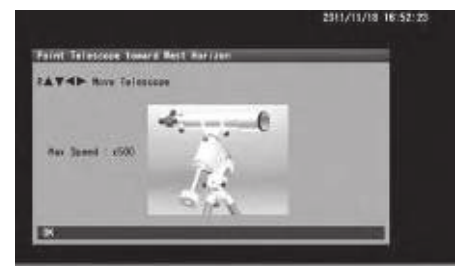 2011/11/18 16:52:23
Point Telescope toward West Horizon
:▲▼◀▶ Move Telescope
Max Speed : x500
OK